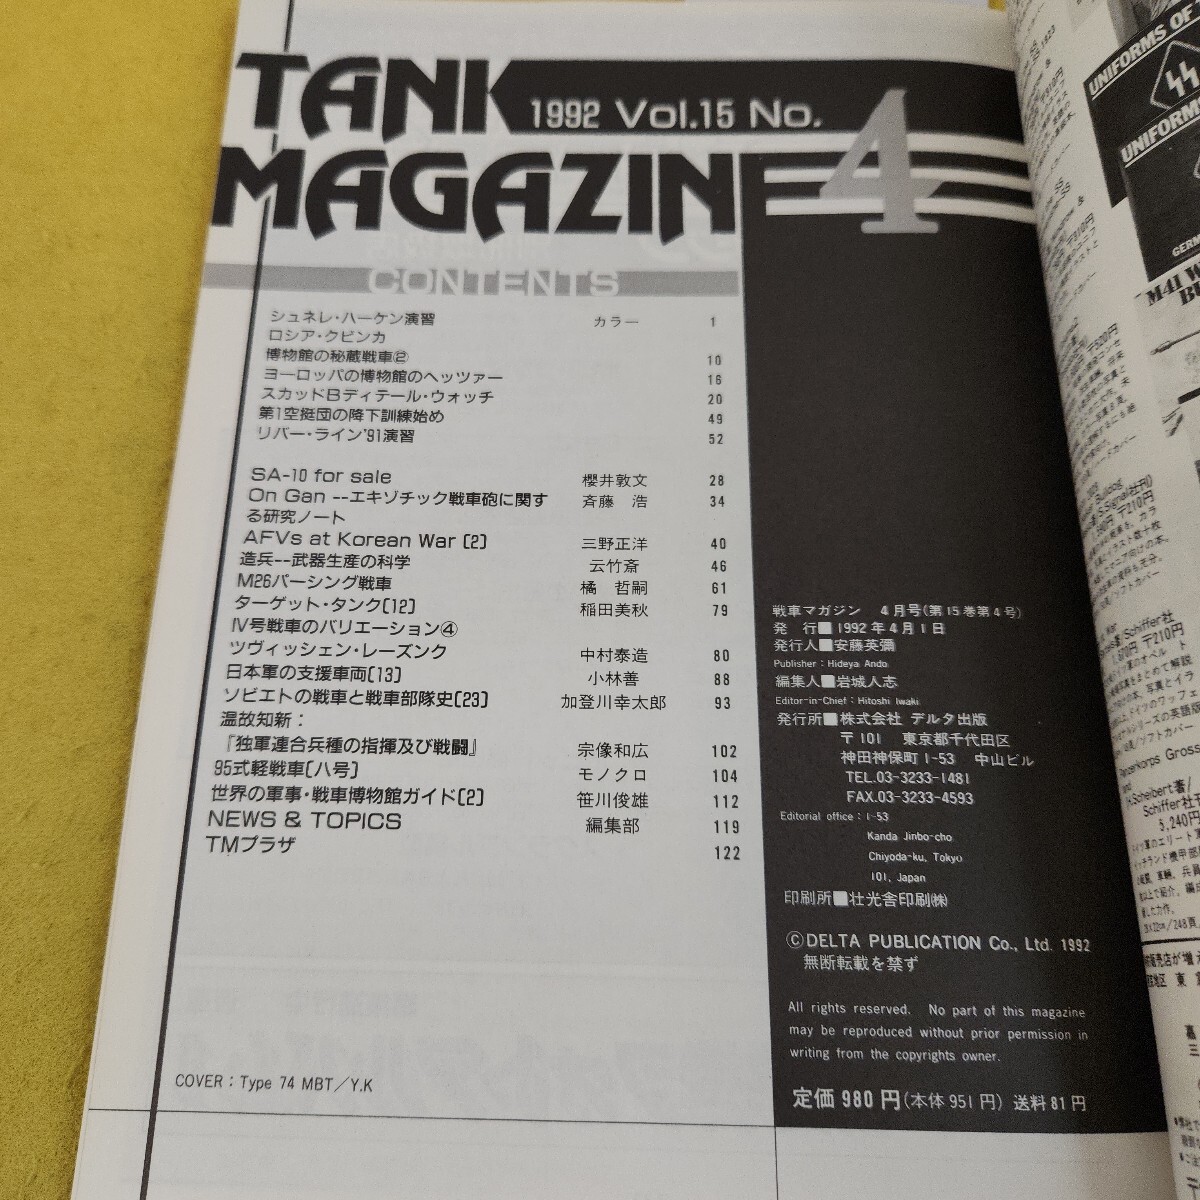 TANK
MAGAZINE
1992 Vol.15 No.
4
CONTENTS
シュネレ・ハーケン演習 カラー 1
ロシア・クビンカ
博物館の秘蔵戦車② 10
ヨーロッパの博物館のヘッツァー 16
スカッドBディテール・ウォッチ 20
第1空挺団の降下訓練始め 49
リバー・ライン'91演習 52
SA-10 for sale 櫻井敦文 28
On Gan --エキゾチック戦車砲に関す 斉藤 浩 34
る研究ノート
AFVs at Korean War〔2〕 三野正洋 40
造兵--武器生産の科学 云竹斎 46
M26パーシング戦車 橘 哲嗣 61
ターゲット・タンク〔12〕 稲田美秋 79
Ⅳ号戦車のバリエーション④
ツヴィッシェン・レーズンク 中村泰造 80
日本軍の支援車両〔13〕 小林善 88
ソビエトの戦車と戦車部隊史〔23〕 加登川幸太郎 93
温故知新：
『独軍連合兵種の指揮及び戦闘』 宗像和広 102
95式軽戦車〔ハ号〕 モノクロ 104
世界の軍事・戦車博物館ガイド〔2〕 笹川俊雄 112
NEWS & TOPICS 編集部 119
TMプラザ 122
COVER：Type 74 MBT／Y.K
戦車マガジン 4月号(第15巻第4号)
発 行■1992年4月1日
発行人■安藤英彌
Publisher：Hideya Ando
編集人■岩城人志
Editor-in-Chief：Hitoshi Iwaki
発行所■株式会社 デルタ出版
〒101 東京都千代田区
神田神保町1-53 中山ビル
TEL.03-3233-1481
FAX.03-3233-4593
Editorial office：1-53
Kanda Jinbo-cho
Chiyoda-ku, Tokyo
101, Japan
印刷所■壮光舎印刷㈱
©DELTA PUBLICATION Co., Ltd. 1992
無断転載を禁ず
All rights reserved. No part of this magazine
may be reproduced without prior permission in
writing from the copyrights owner.
定価980円(本体951円) 送料81円
UNIFORMS OF
UNIFORM
GERM
M41 W
BU